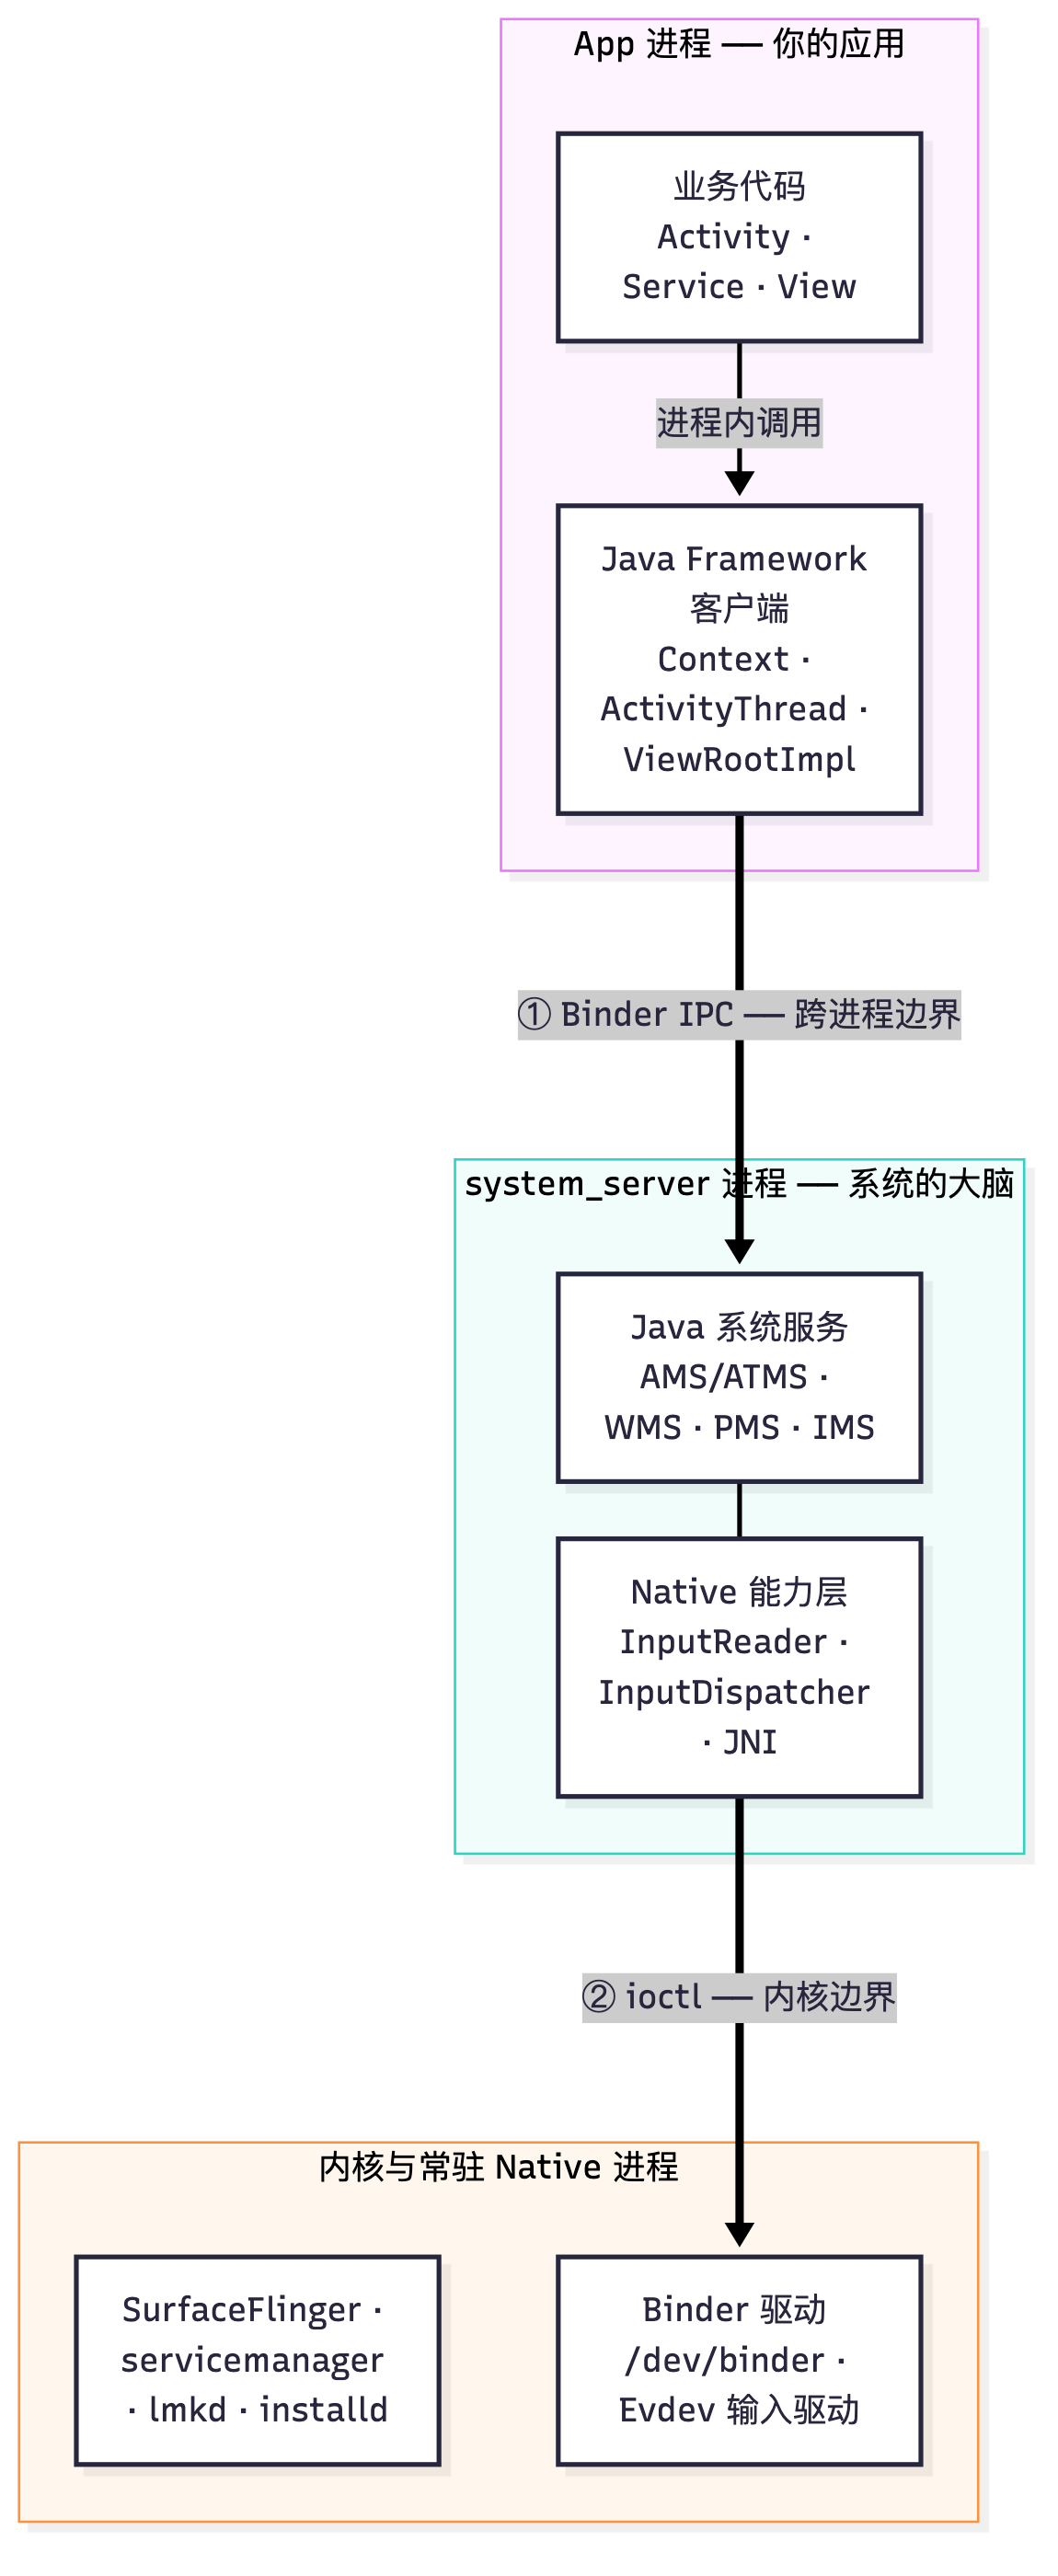 App 进程 —— 你的应用
业务代码
Activity ·
Service · View
进程内调用
Java Framework
客户端
Context ·
ActivityThread ·
ViewRootImpl
① Binder IPC —— 跨进程边界
system_server 进程 —— 系统的大脑
Java 系统服务
AMS/ATMS ·
WMS · PMS · IMS
Native 能力层
InputReader ·
InputDispatcher
· JNI
② ioctl —— 内核边界
内核与常驻 Native 进程
SurfaceFlinger ·
servicemanager
· lmkd · installd
Binder 驱动
/dev/binder ·
Evdev 输入驱动